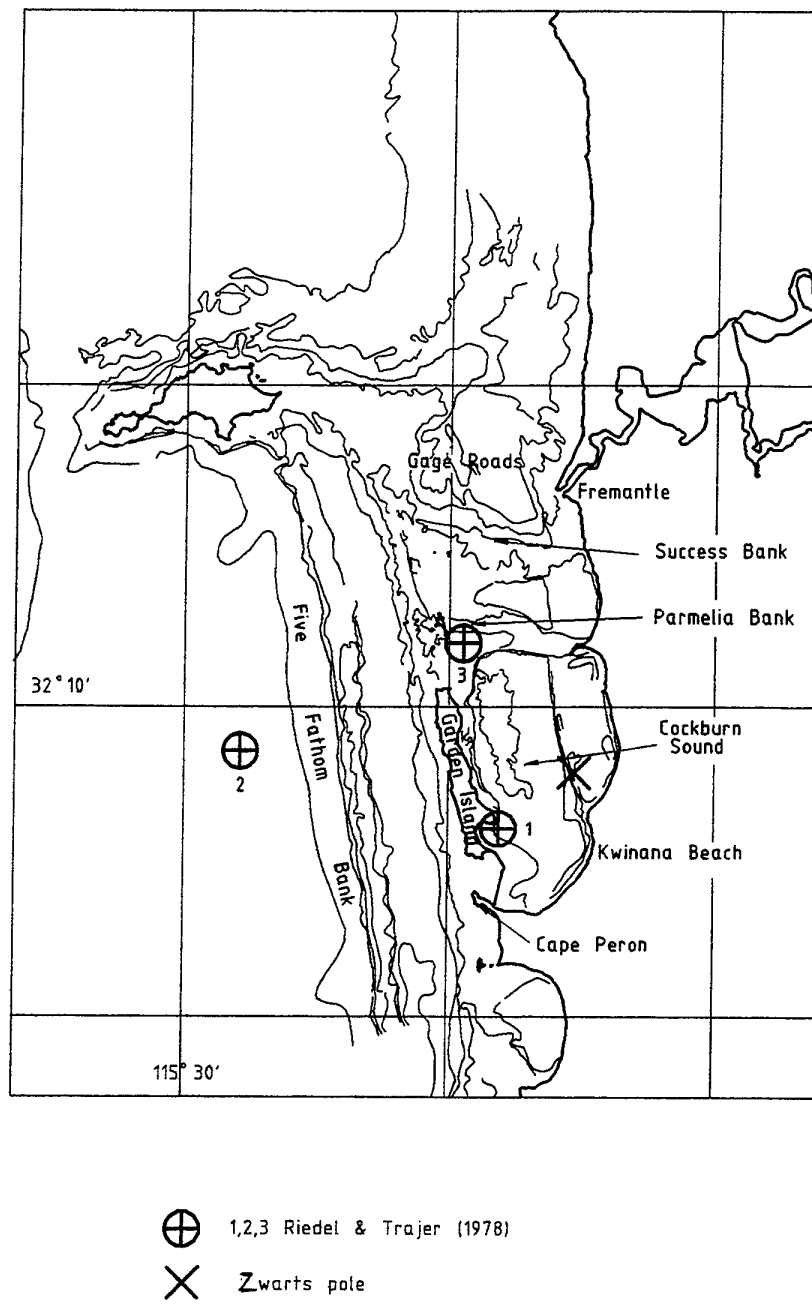 Gage Roads
Fremantle
Success Bank
Parmelia Bank
3
32° 10'
Five
Fathom
Bank
Garden Island
Cockburn
Sound
2
1
Kwinana Beach
Cape Peron
115° 30'
1,2,3 Riedel & Trajer (1978)
Zwarts pole